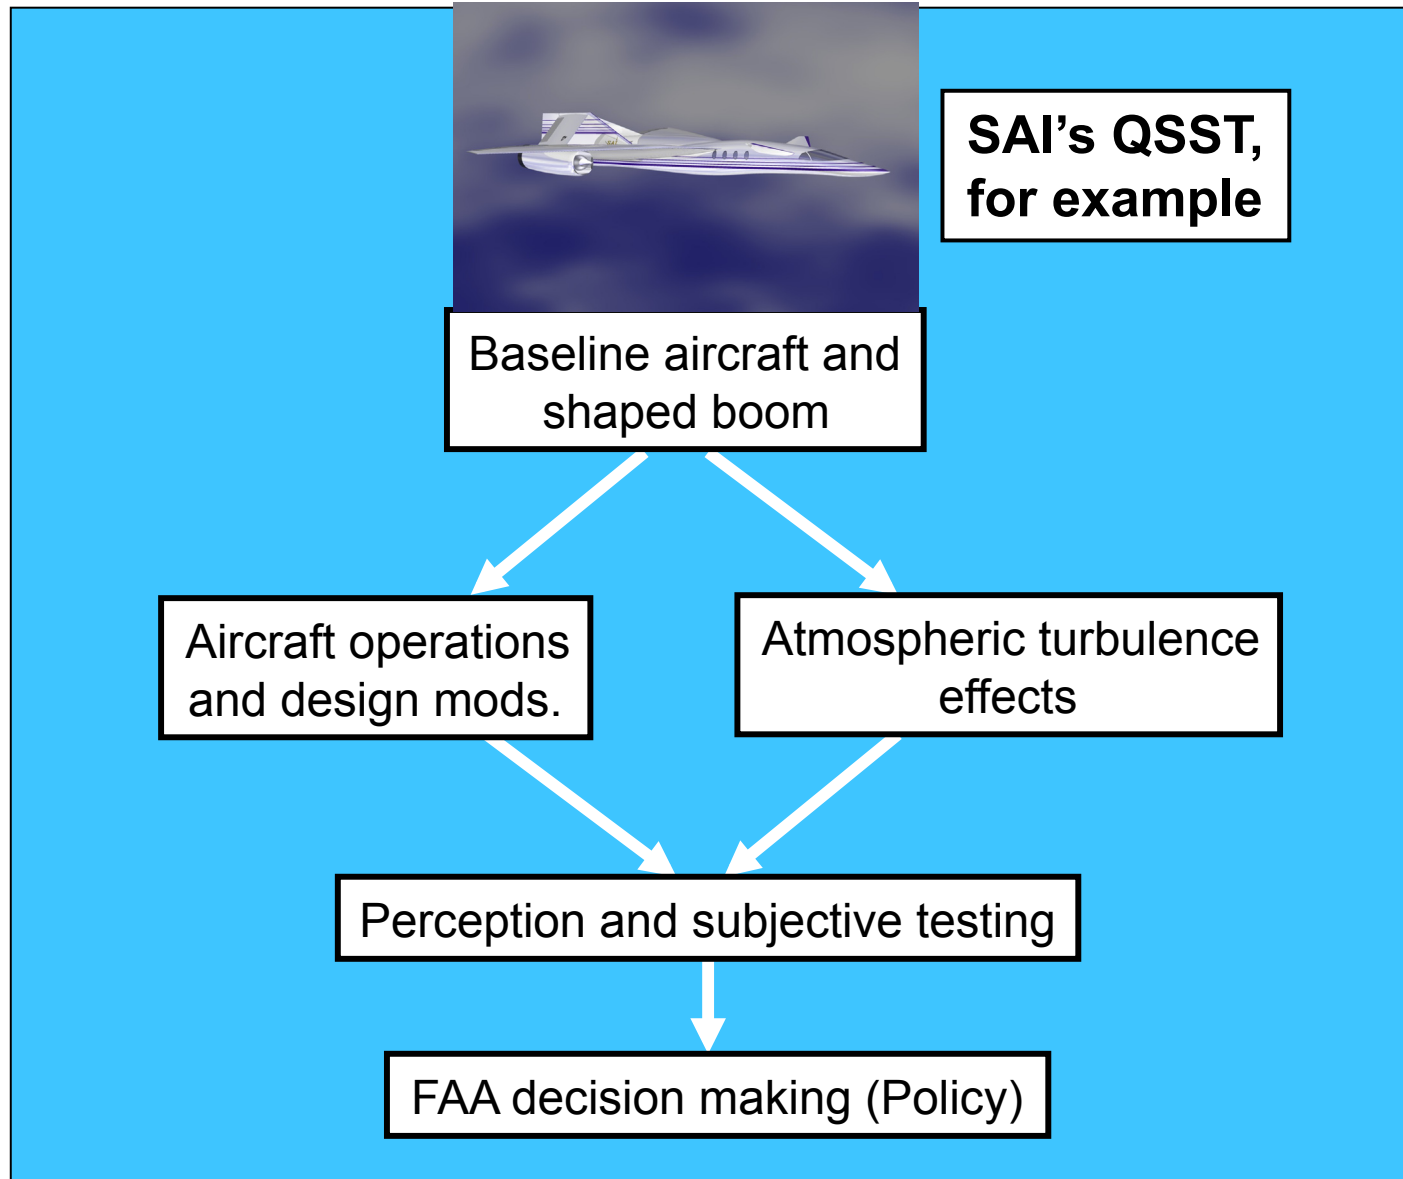 SAI’s QSST,
for example
Baseline aircraft and
shaped boom
Aircraft operations
and design mods.
Atmospheric turbulence
effects
Perception and subjective testing
FAA decision making (Policy)